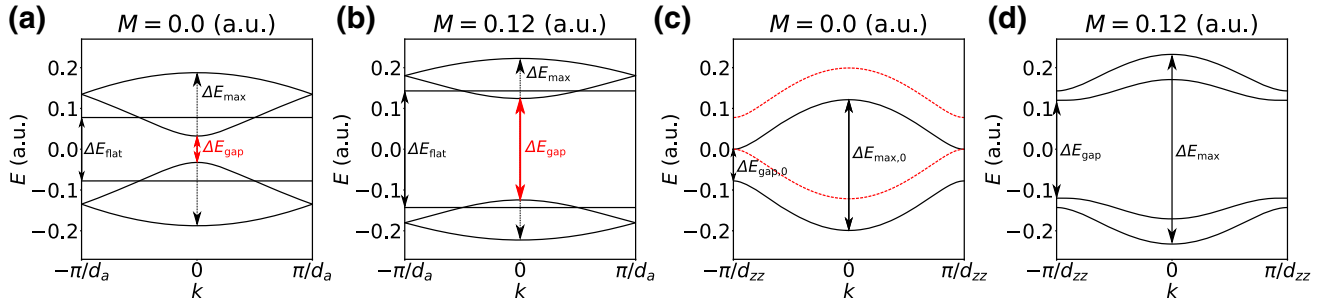 (a)
M = 0.0 (a.u.)
E (a.u.)
0.2
0.1
0.0
−0.1
−0.2
ΔE_max
ΔE_flat
ΔE_gap
−π/d_a
0
π/d_a
k
(b)
M = 0.12 (a.u.)
E (a.u.)
0.2
0.1
0.0
−0.1
−0.2
ΔE_max
ΔE_flat
ΔE_gap
−π/d_a
0
π/d_a
k
(c)
M = 0.0 (a.u.)
E (a.u.)
0.2
0.1
0.0
−0.1
−0.2
ΔE_gap,0
ΔE_max,0
−π/d_zz
0
π/d_zz
k
(d)
M = 0.12 (a.u.)
E (a.u.)
0.2
0.1
0.0
−0.1
−0.2
ΔE_gap
ΔE_max
−π/d_zz
0
π/d_zz
k